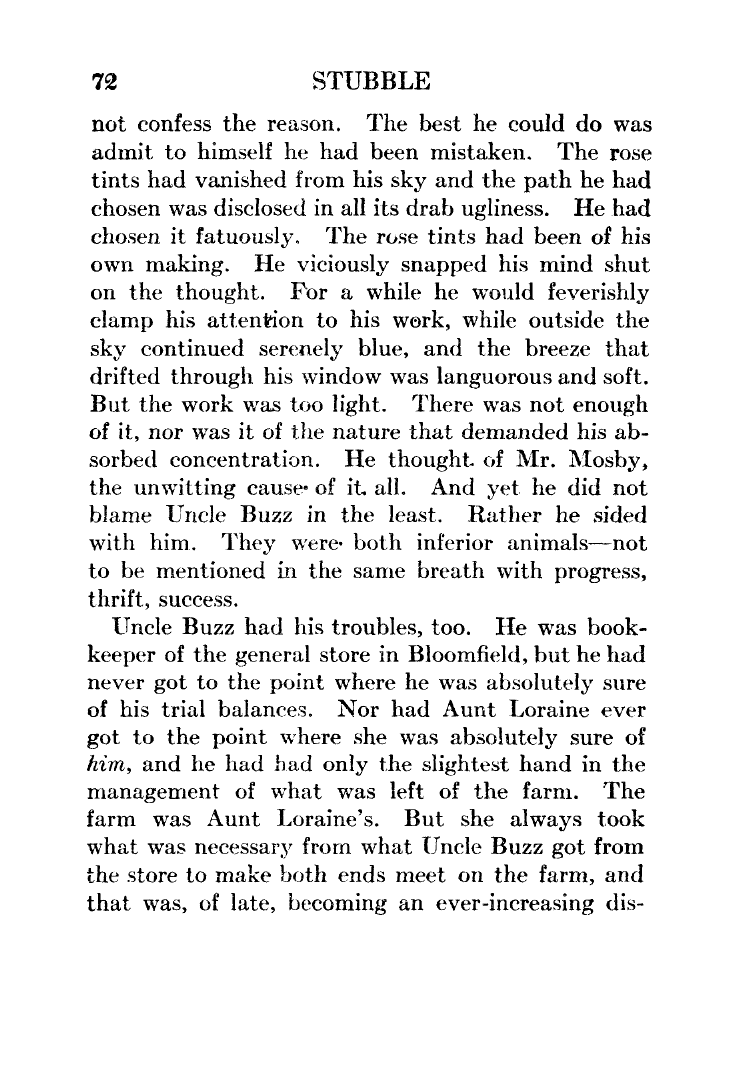 72 STUBBLE
not confess the reason. The best he could do was
admit to himself he had been mistaken. The rose
tints had vanished from his sky and the path he had
chosen was disclosed in all its drab ugliness. He had
chosen it fatuously. The rose tints had been of his
own making. He viciously snapped his mind shut
on the thought. For a while he would feverishly
clamp his attention to his work, while outside the
sky continued serenely blue, and the breeze that
drifted through his window was languorous and soft.
But the work was too light. There was not enough
of it, nor was it of the nature that demanded his ab-
sorbed concentration. He thought of Mr. Mosby,
the unwitting cause of it all. And yet he did not
blame Uncle Buzz in the least. Rather he sided
with him. They were both inferior animals—not
to be mentioned in the same breath with progress,
thrift, success.
Uncle Buzz had his troubles, too. He was book-
keeper of the general store in Bloomfield, but he had
never got to the point where he was absolutely sure
of his trial balances. Nor had Aunt Loraine ever
got to the point where she was absolutely sure of
him, and he had had only the slightest hand in the
management of what was left of the farm. The
farm was Aunt Loraine's. But she always took
what was necessary from what Uncle Buzz got from
the store to make both ends meet on the farm, and
that was, of late, becoming an ever-increasing dis-